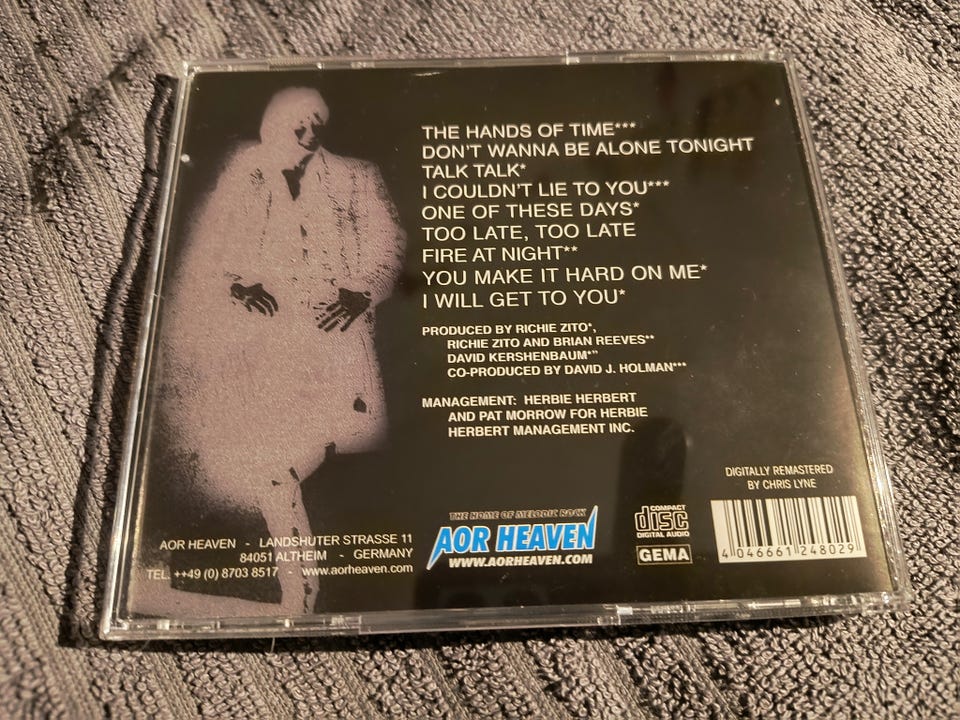 THE HANDS OF TIME***
DON'T WANNA BE ALONE TONIGHT
TALK TALK*
I COULDN'T LIE TO YOU***
ONE OF THESE DAYS*
TOO LATE, TOO LATE
FIRE AT NIGHT**
YOU MAKE IT HARD ON ME*
I WILL GET TO YOU*
PRODUCED BY RICHIE ZITO*,
RICHIE ZITO AND BRIAN REEVES**
DAVID KERSHENBAUM*"
CO-PRODUCED BY DAVID J. HOLMAN***
MANAGEMENT: HERBIE HERBERT
AND PAT MORROW FOR HERBIE
HERBERT MANAGEMENT INC.
DIGITALLY REMASTERED
BY CHRIS LYNE
AOR HEAVEN - LANDSHUTER STRASSE 11
84051 ALTHEIM - GERMANY
TEL. ++49 (0) 8703 8517 - www.aorheaven.com
THE HOME OF MELODIC ROCK
AOR HEAVEN
WWW.AORHEAVEN.COM
COMPACT
disc
DIGITAL AUDIO
GEMA
4 046661 248029